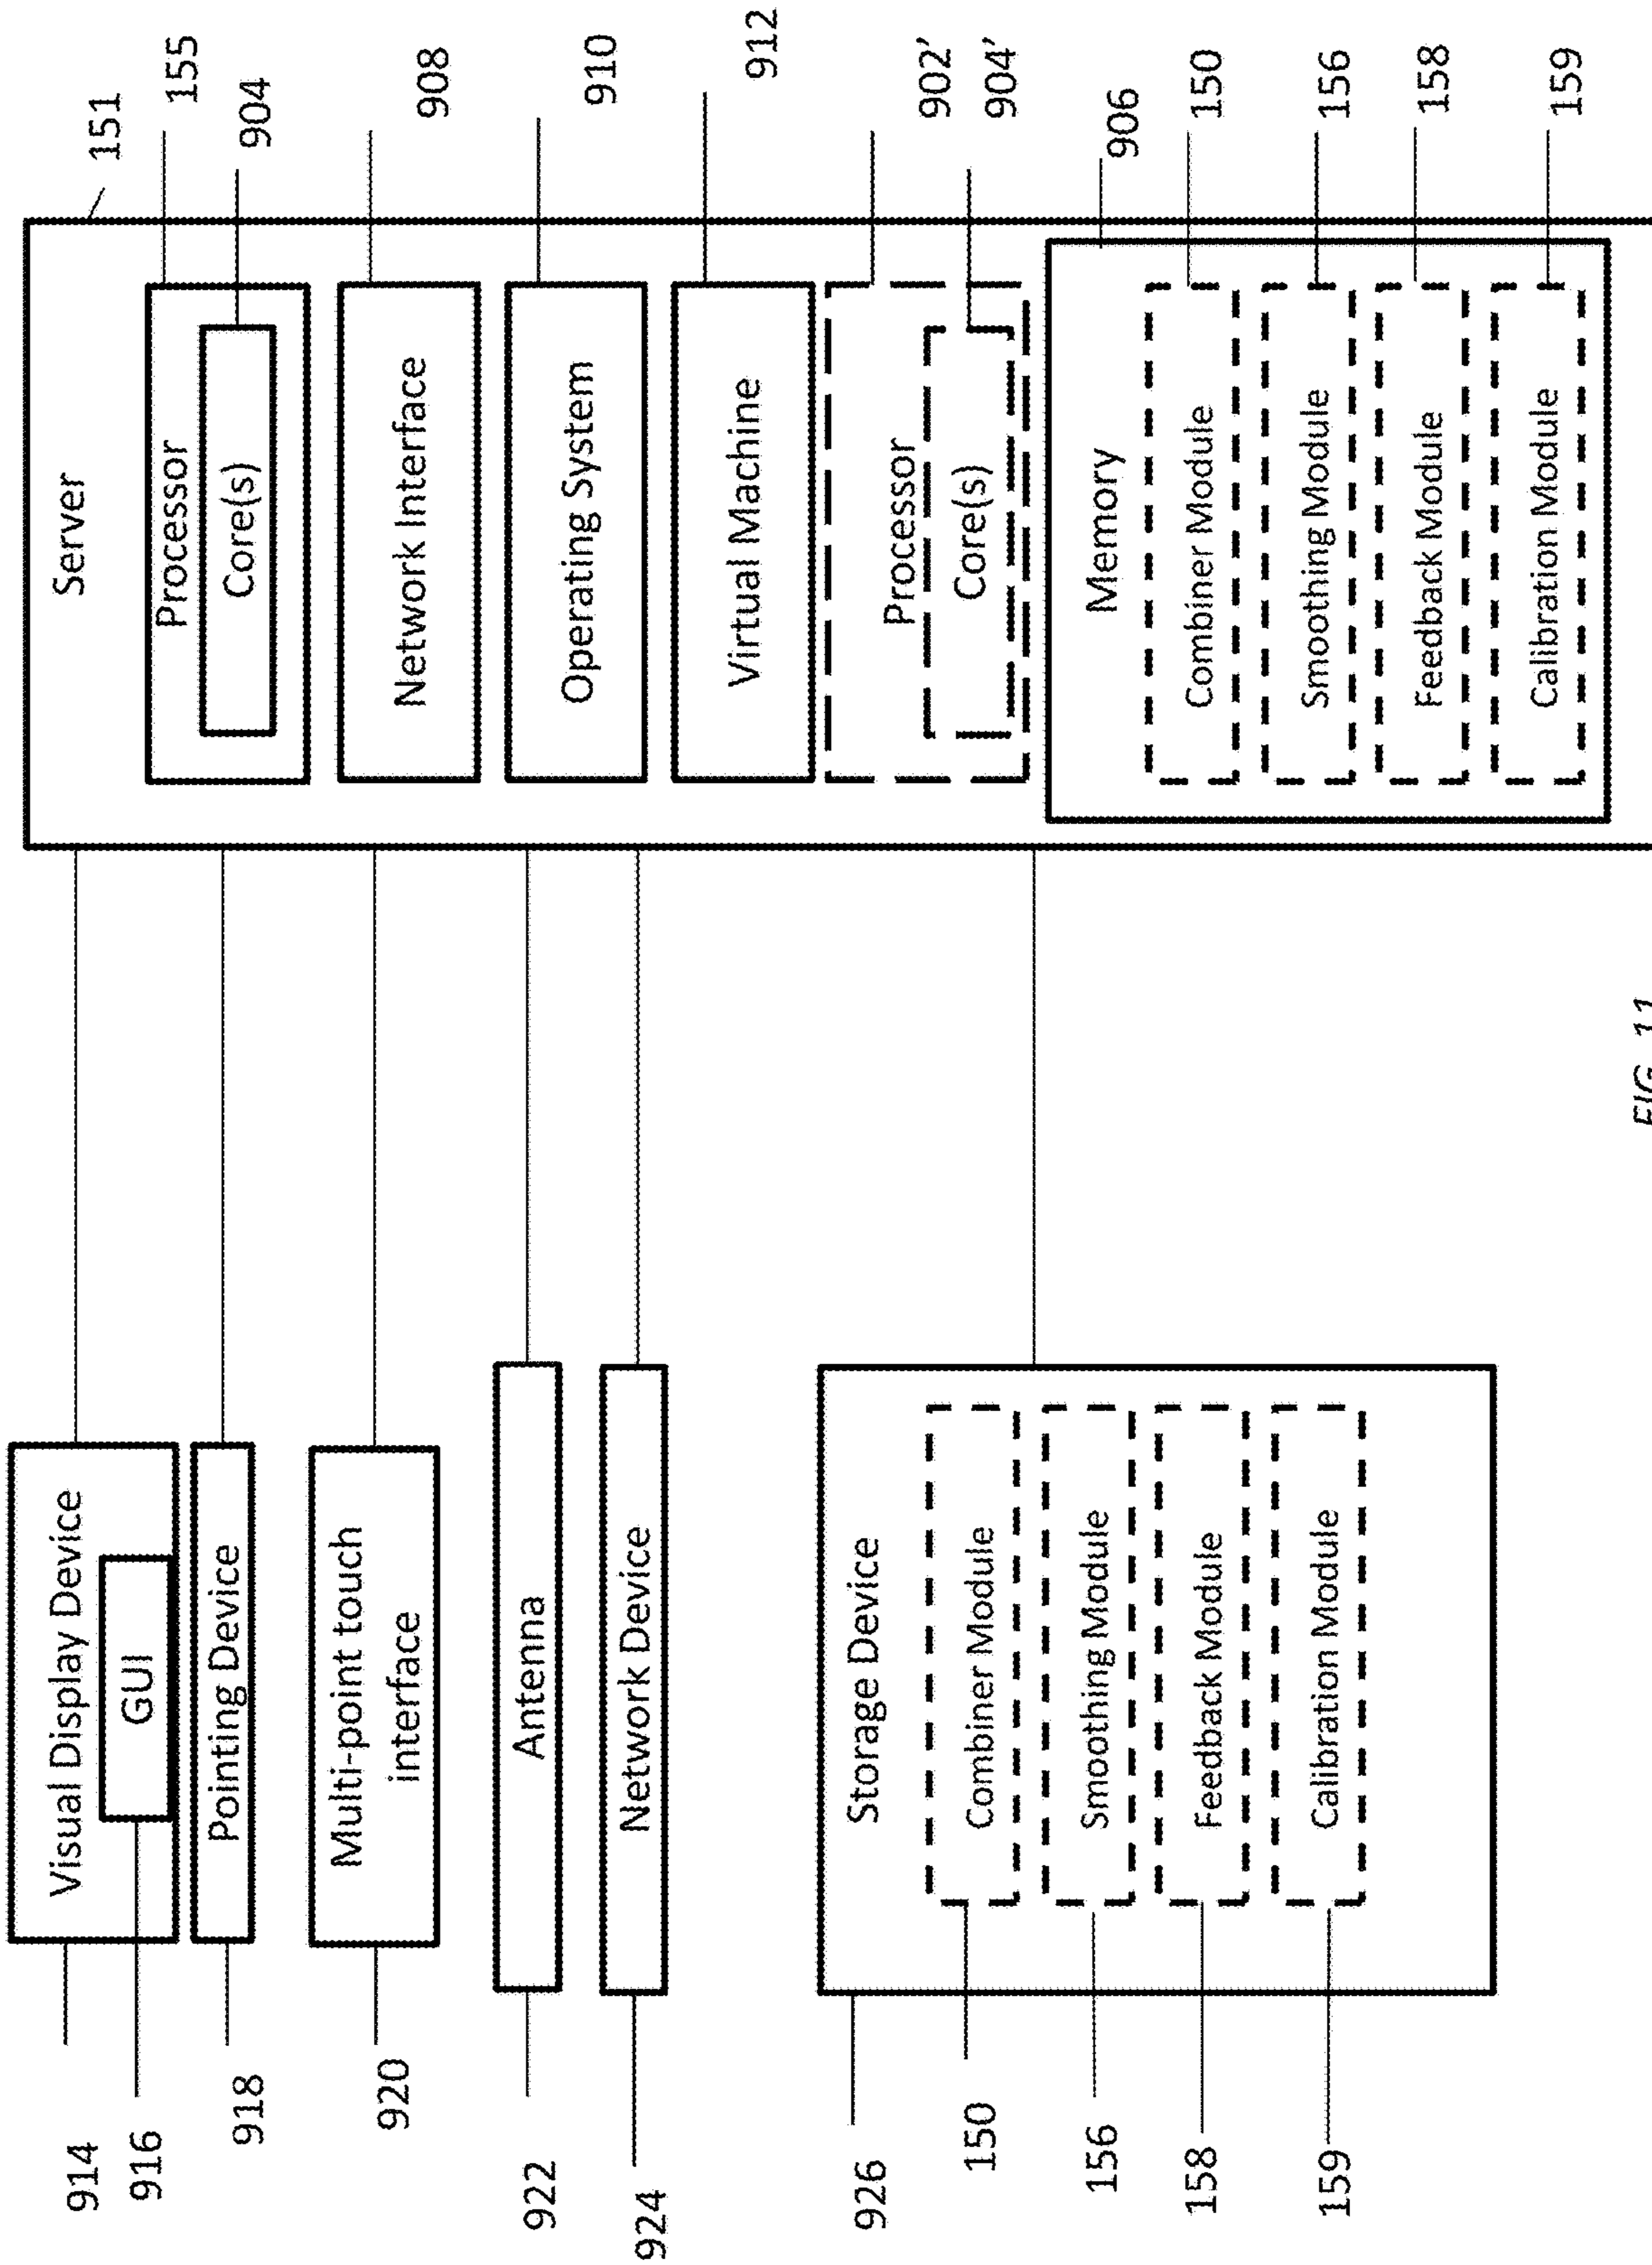 914
Visual Display Device
916
GUI
918
Pointing Device
920
Multi-point touch
interface
922
Antenna
924
Network Device
926
Storage Device
150
Combiner Module
156
Smoothing Module
158
Feedback Module
159
Calibration Module
Server
151
Processor
155
Core(s)
904
Network Interface
908
Operating System
910
Virtual Machine
912
Processor
902’
Core(s)
904’
Memory
906
Combiner Module
150
Smoothing Module
156
Feedback Module
158
Calibration Module
159
FIG. 11